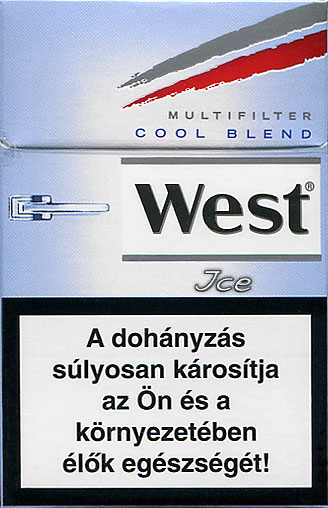 MULTIFILTER
COOL BLEND
West®
Ice
A dohányzás
súlyosan károsítja
az Ön és a
környezetében
élők egészségét!